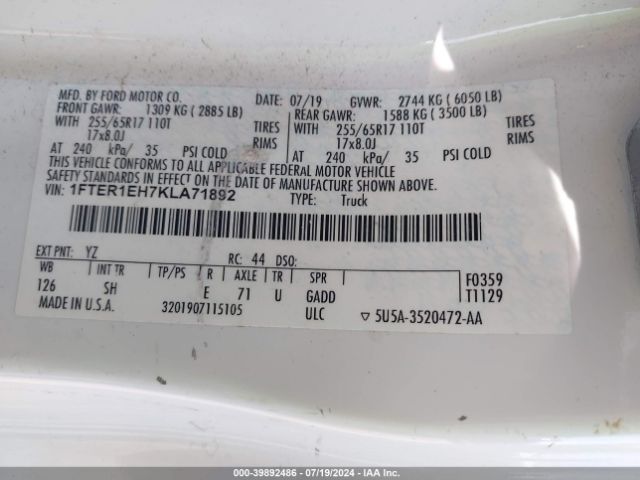 MFD. BY FORD MOTOR CO. DATE: 07/19 GVWR: 2744 KG ( 6050 LB)
FRONT GAWR: 1309 KG ( 2885 LB) REAR GAWR: 1588 KG ( 3500 LB)
WITH 255/65R17 110T TIRES WITH 255/65R17 110T TIRES
17x8.0J RIMS 17x8.0J RIMS
AT 240 kPa/ 35 PSI COLD AT 240 kPa/ 35 PSI COLD
THIS VEHICLE CONFORMS TO ALL APPLICABLE FEDERAL MOTOR VEHICLE
SAFETY STANDARDS IN EFFECT ON THE DATE OF MANUFACTURE SHOWN ABOVE.
VIN: 1FTER1EH7KLA71892 TYPE: Truck
EXT PNT: YZ RC: 44 DSO:
WB INT TR TP/PS R AXLE TR SPR F0359
126 SH E 71 U GADD T1129
MADE IN U.S.A. 3201907115105 ULC ▽ 5U5A-3520472-AA
000-39892486 - 07/19/2024 - IAA Inc.